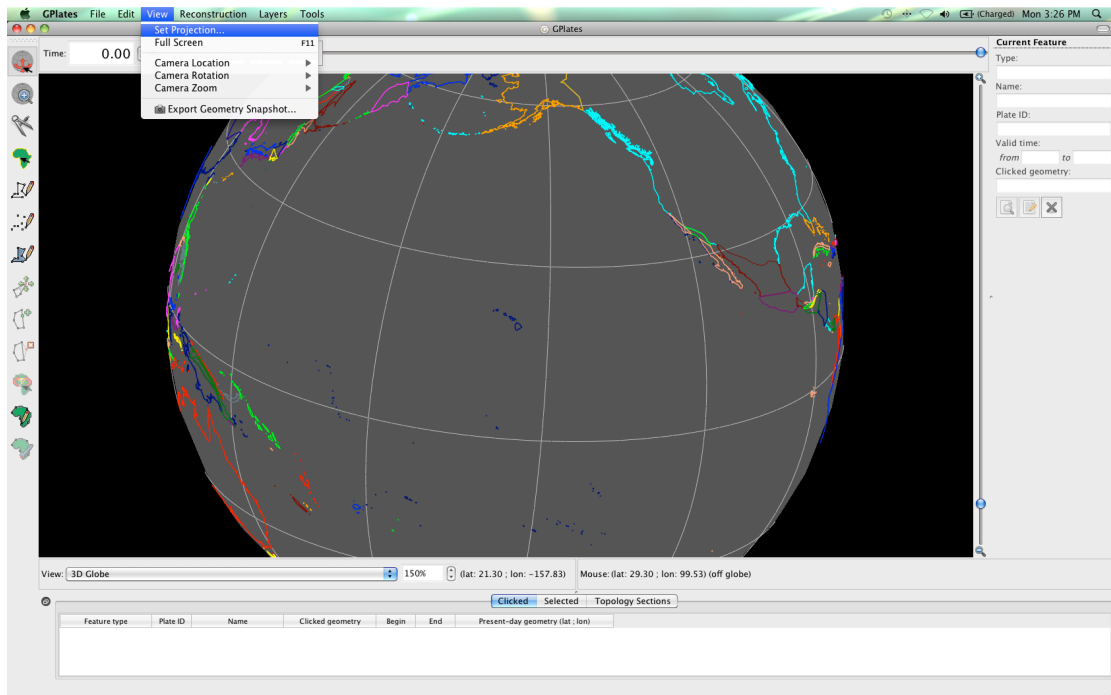 GPlates File Edit View Reconstruction Layers Tools (Charged) Mon 3:26 PM
GPlates
Set Projection...
Full Screen F11
Camera Location
Camera Rotation
Camera Zoom
Export Geometry Snapshot...
Time: 0.00
Current Feature
Type:
Name:
Plate ID:
Valid time:
from to
Clicked geometry:
View: 3D Globe 150% (lat: 21.30 ; lon: -157.83) Mouse: (lat: 29.30 ; lon: 99.53) (off globe)
Clicked Selected Topology Sections
Feature type Plate ID Name Clicked geometry Begin End Present-day geometry (lat ; lon)